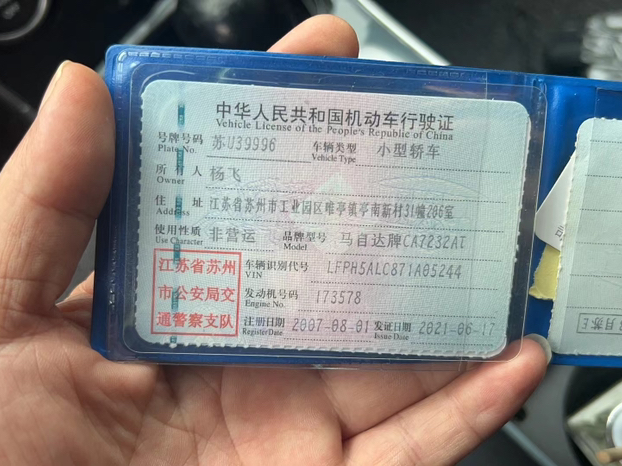 中华人民共和国机动车行驶证
Vehicle License of the People's Republic of China
号牌号码 苏U39996 车辆类型 小型轿车
Plate No. Vehicle Type
所有人 杨飞
Owner
住址 江苏省苏州市工业园区唯亭镇亭南新村31幢206室
Address
使用性质 非营运 品牌型号 马自达牌CA7232AT
Use Character Model
江苏省苏州
市公安局交
通警察支队
车辆识别代号 LFPH5ALC871A05244
VIN
发动机号码 173578
Engine No.
注册日期 2007-08-01 发证日期 2021-06-17
Register Date Issue Date